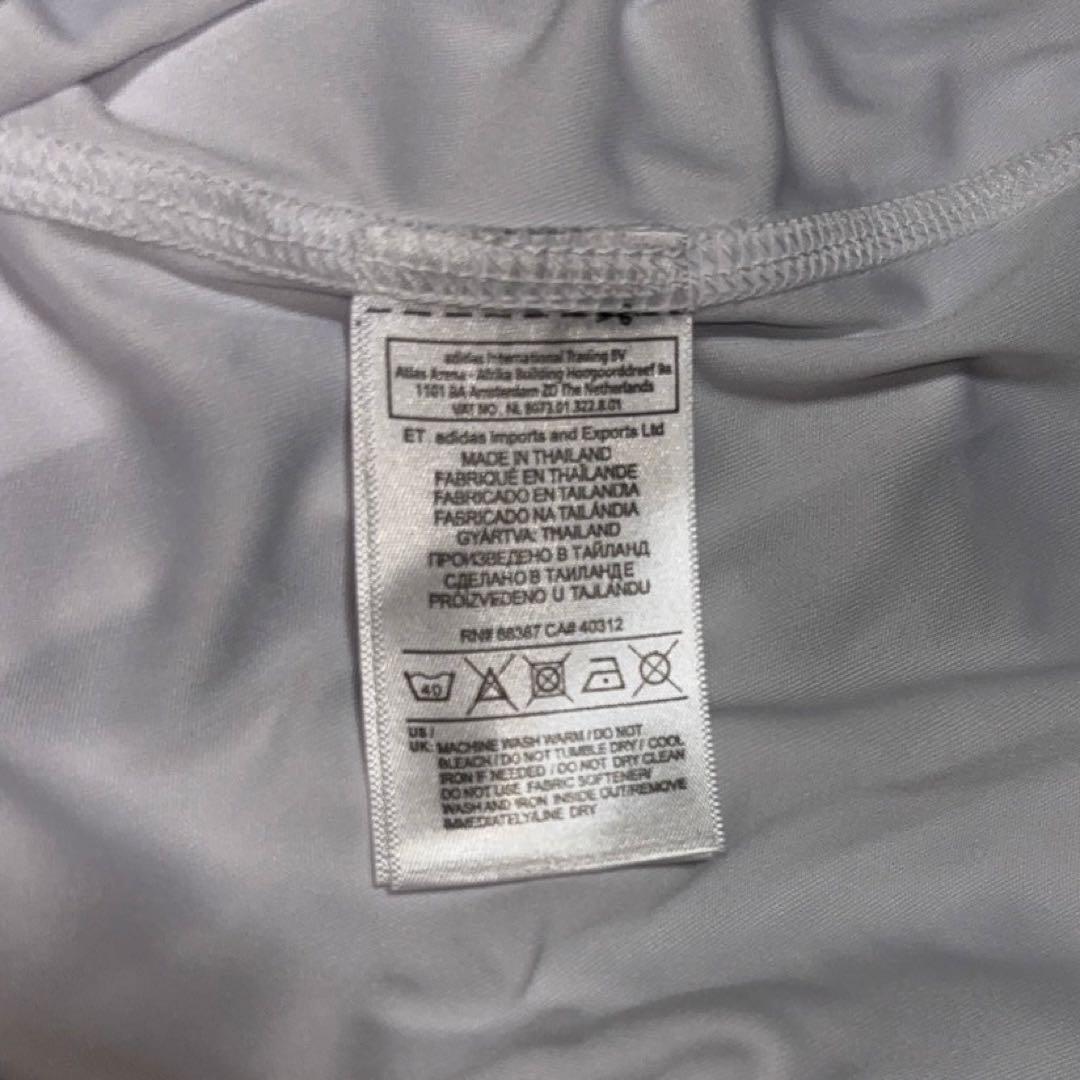 adidas International Trading BV
Atlas Arena - Afrika Building Hoogoorddreef 9a
1101 BA Amsterdam ZO The Netherlands
VAT NO. NL 8073.01.322.B.01
ET adidas Imports and Exports Ltd
MADE IN THAILAND
FABRIQUÉ EN THAÏLANDE
FABRICADO EN TAILANDIA
FABRICADO NA TAILÂNDIA
GYÁRTVA: THAILAND
ПРОИЗВЕДЕНО В ТАЙЛАНД
СДЕЛАНО В ТАИЛАНДЕ
PROIZVEDENO U TAJLANDU
RN# 88387 CA# 40312
40
US /
UK: MACHINE WASH WARM / DO NOT
BLEACH / DO NOT TUMBLE DRY / COOL
IRON IF NEEDED / DO NOT DRY CLEAN
DO NOT USE FABRIC SOFTENER/
WASH AND IRON INSIDE OUT/REMOVE
IMMEDIATELY/LINE DRY